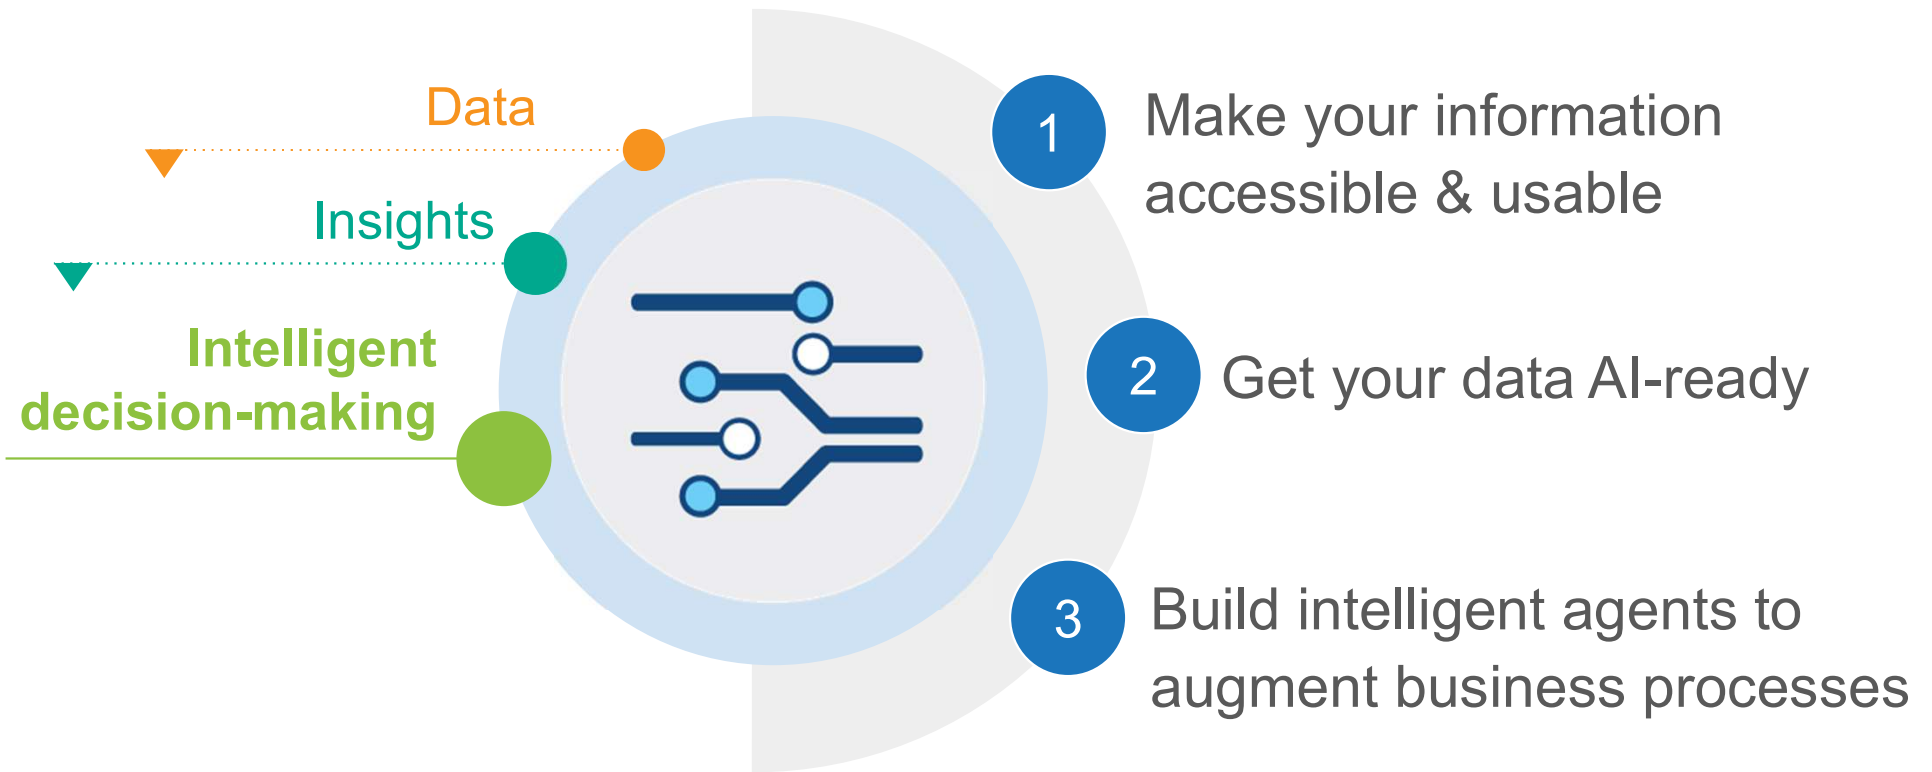 Data
Insights
Intelligent
decision-making
1
Make your information
accessible & usable
2
Get your data AI-ready
3
Build intelligent agents to
augment business processes